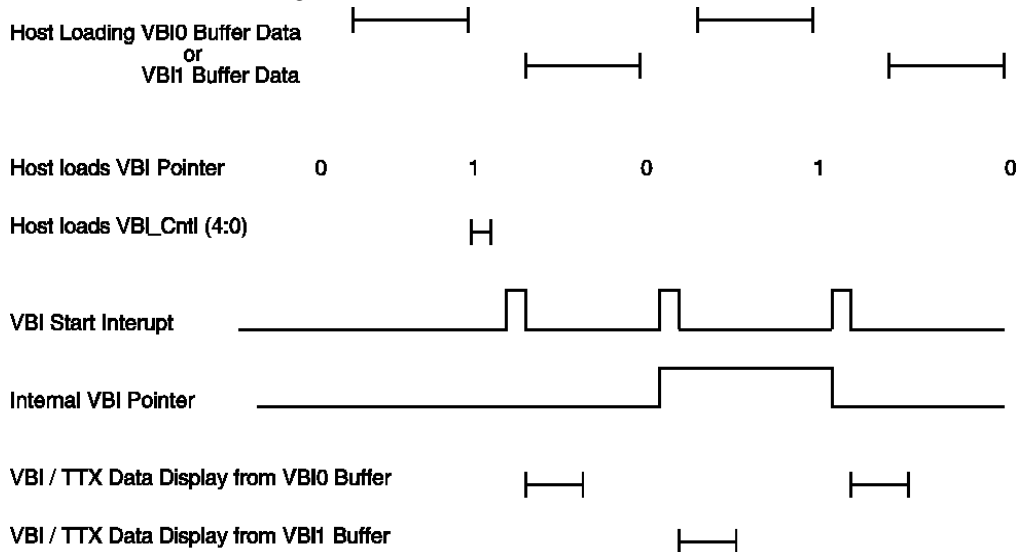 Host Loading VBI0 Buffer Data
or
VBI1 Buffer Data
Host loads VBI Pointer 0 1 0 1 0
Host loads VBI_Cntl (4:0)
VBI Start Interupt
Internal VBI Pointer
VBI / TTX Data Display from VBI0 Buffer
VBI / TTX Data Display from VBI1 Buffer